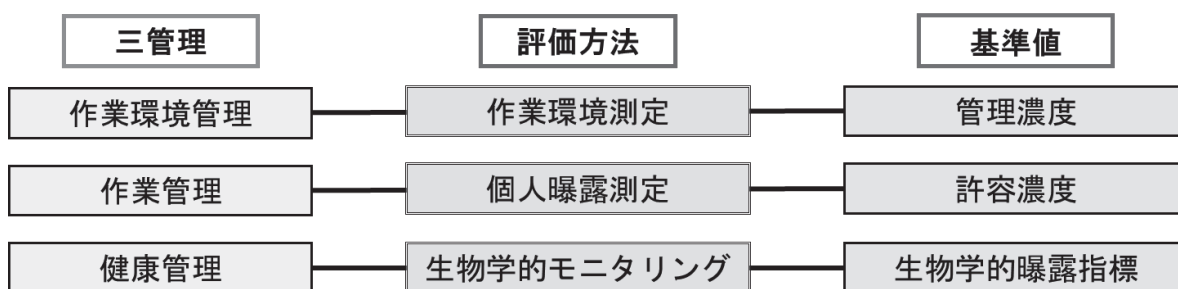 三管理
評価方法
基準値
作業環境管理
作業環境測定
管理濃度
作業管理
個人曝露測定
許容濃度
健康管理
生物学的モニタリング
生物学的曝露指標